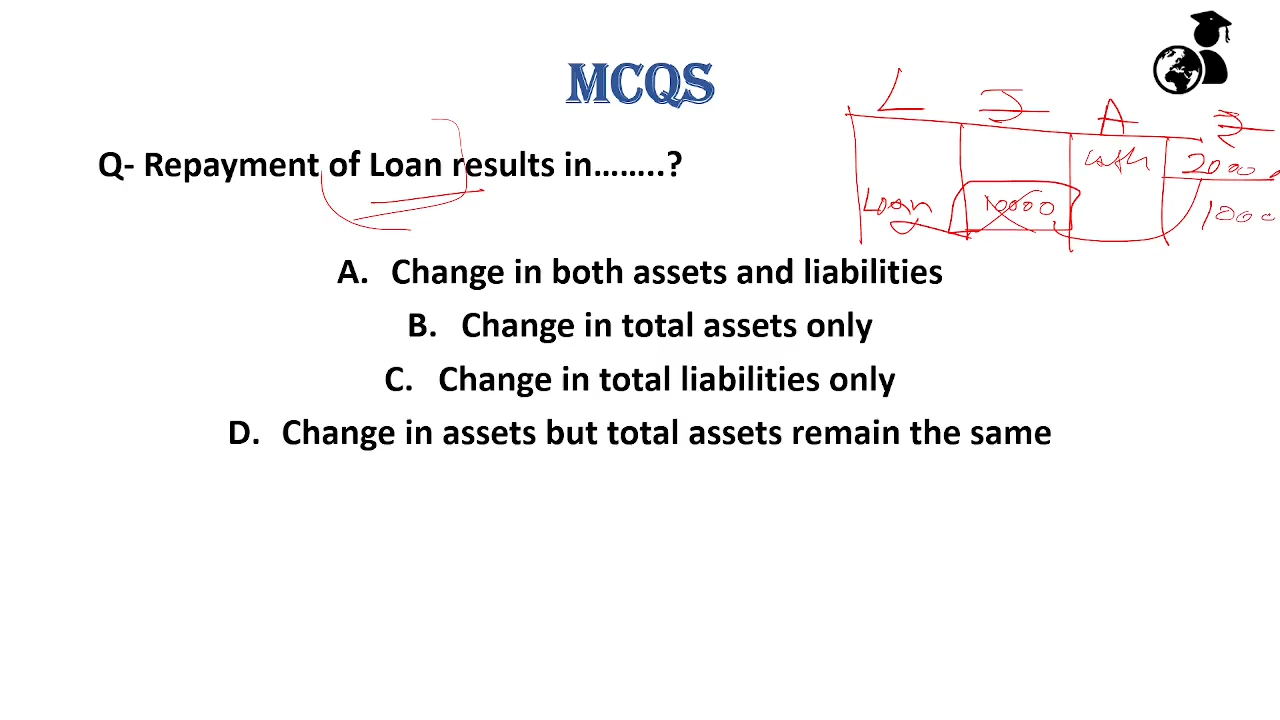 MCQS
L ₹ A ₹
Q- Repayment of Loan results in……..?
cash 2000
Loan 10000
1000
A. Change in both assets and liabilities
B. Change in total assets only
C. Change in total liabilities only
D. Change in assets but total assets remain the same